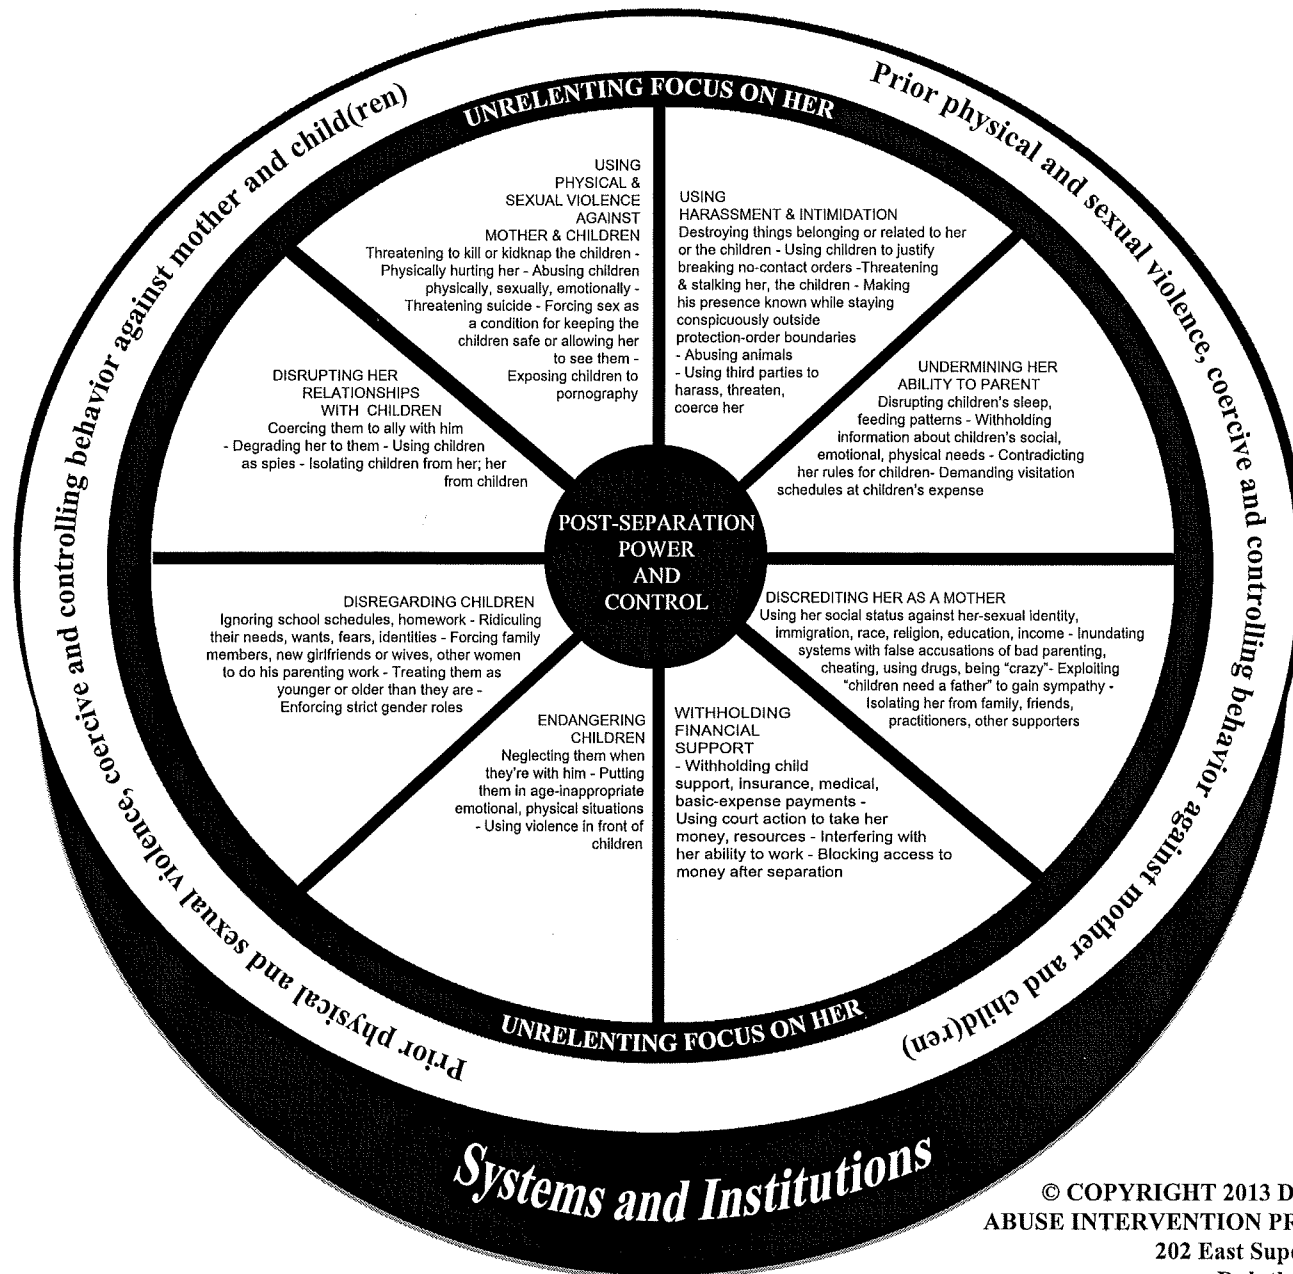 Prior physical and sexual violence, coercive and controlling behavior against mother and child(ren)
Prior physical and sexual violence, coercive and controlling behavior against mother and child(ren)
UNRELENTING FOCUS ON HER
USING
PHYSICAL &
SEXUAL VIOLENCE
AGAINST
MOTHER & CHILDREN
Threatening to kill or kidknap the children -
Physically hurting her - Abusing children
physically, sexually, emotionally -
Threatening suicide - Forcing sex as
a condition for keeping the
children safe or allowing her
to see them -
Exposing children to
pornography
USING
HARASSMENT & INTIMIDATION
Destroying things belonging or related to her
or the children - Using children to justify
breaking no-contact orders -Threatening
& stalking her, the children - Making
his presence known while staying
conspicuously outside
protection-order boundaries
- Abusing animals
- Using third parties to
harass, threaten,
coerce her
UNDERMINING HER
ABILITY TO PARENT
Disrupting children's sleep,
feeding patterns - Withholding
information about children's social,
emotional, physical needs - Contradicting
her rules for children- Demanding visitation
schedules at children's expense
DISCREDITING HER AS A MOTHER
Using her social status against her-sexual identity,
immigration, race, religion, education, income - Inundating
systems with false accusations of bad parenting,
cheating, using drugs, being "crazy"- Exploiting
"children need a father" to gain sympathy -
Isolating her from family, friends,
practitioners, other supporters
WITHHOLDING
FINANCIAL
SUPPORT
- Withholding child
support, insurance, medical,
basic-expense payments -
Using court action to take her
money, resources - Interfering with
her ability to work - Blocking access to
money after separation
ENDANGERING
CHILDREN
Neglecting them when
they're with him - Putting
them in age-inappropriate
emotional, physical situations
- Using violence in front of
children
DISREGARDING CHILDREN
Ignoring school schedules, homework - Ridiculing
their needs, wants, fears, identities - Forcing family
members, new girlfriends or wives, other women
to do his parenting work - Treating them as
younger or older than they are -
Enforcing strict gender roles
DISRUPTING HER
RELATIONSHIPS
WITH CHILDREN
Coercing them to ally with him
- Degrading her to them - Using children
as spies - Isolating children from her; her
from children
POST-SEPARATION
POWER
AND
CONTROL
UNRELENTING FOCUS ON HER
Systems and Institutions
© COPYRIGHT 2013 D
ABUSE INTERVENTION PR
202 East Supe